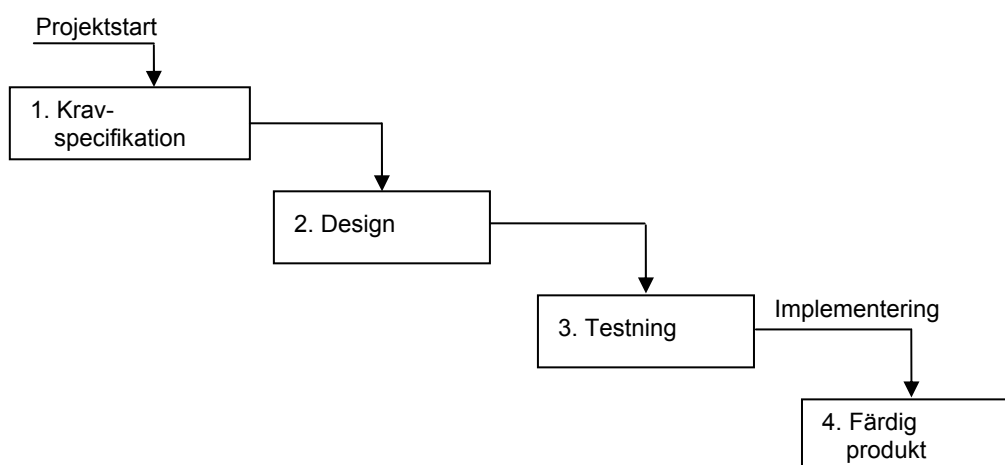 Projektstart
1. Krav-
specifikation
2. Design
3. Testning
Implementering
4. Färdig
produkt